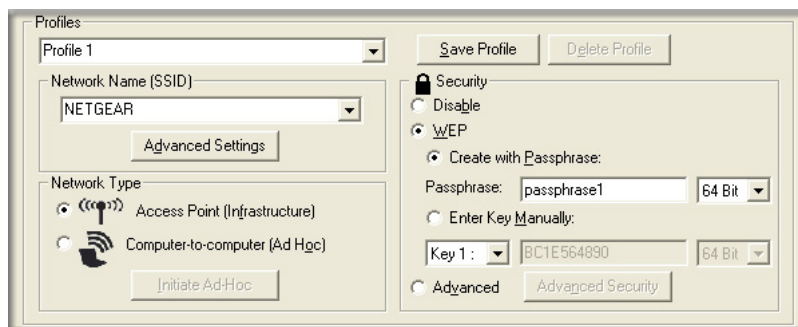 Profiles
Profile 1
Save Profile
Delete Profile
Network Name (SSID)
NETGEAR
Advanced Settings
Network Type
Access Point (Infrastructure)
Computer-to-computer (Ad Hoc)
Initiate Ad-Hoc
Security
Disable
WEP
Create with Passphrase:
Passphrase: passphrase1 64 Bit
Enter Key Manually:
Key 1 : BC1E564890 64 Bit
Advanced Advanced Security